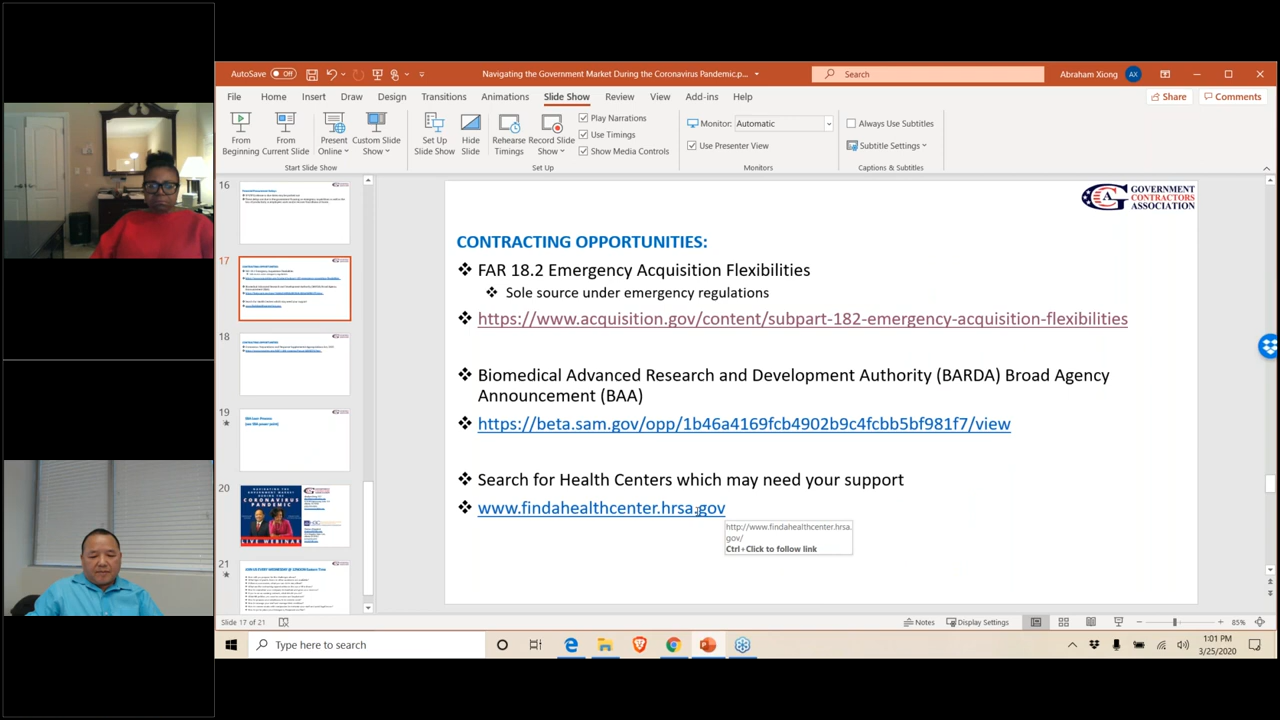 AutoSave Off
Navigating the Government Market During the Coronavirus Pandemic.p...
Search
Abraham Xiong AX
File Home Insert Draw Design Transitions Animations Slide Show Review View Add-ins Help
Share Comments
From Beginning
From Current Slide
Present Online
Custom Slide Show
Start Slide Show
Set Up Slide Show
Hide Slide
Rehearse Timings
Record Slide Show
Play Narrations
Use Timings
Show Media Controls
Set Up
Monitor: Automatic
Use Presenter View
Monitors
Always Use Subtitles
Subtitle Settings
Captions & Subtitles
16
17
18
19
20
CORONAVIRUS
PANDEMIC
LIVE WEBINAR
21
GCA
GOVERNMENT
CONTRACTORS
ASSOCIATION
CONTRACTING OPPORTUNITIES:
FAR 18.2 Emergency Acquisition Flexibilities
Sole source under emergency regulations
https://www.acquisition.gov/content/subpart-182-emergency-acquisition-flexibilities
Biomedical Advanced Research and Development Authority (BARDA) Broad Agency
Announcement (BAA)
https://beta.sam.gov/opp/1b46a4169fcb4902b9c4fcbb5bf981f7/view
Search for Health Centers which may need your support
www.findahealthcenter.hrsa.gov
http://www.findahealthcenter.hrsa.
gov/
Ctrl+Click to follow link
Slide 17 of 21
Notes Display Settings 85%
Type here to search
1:01 PM
3/25/2020